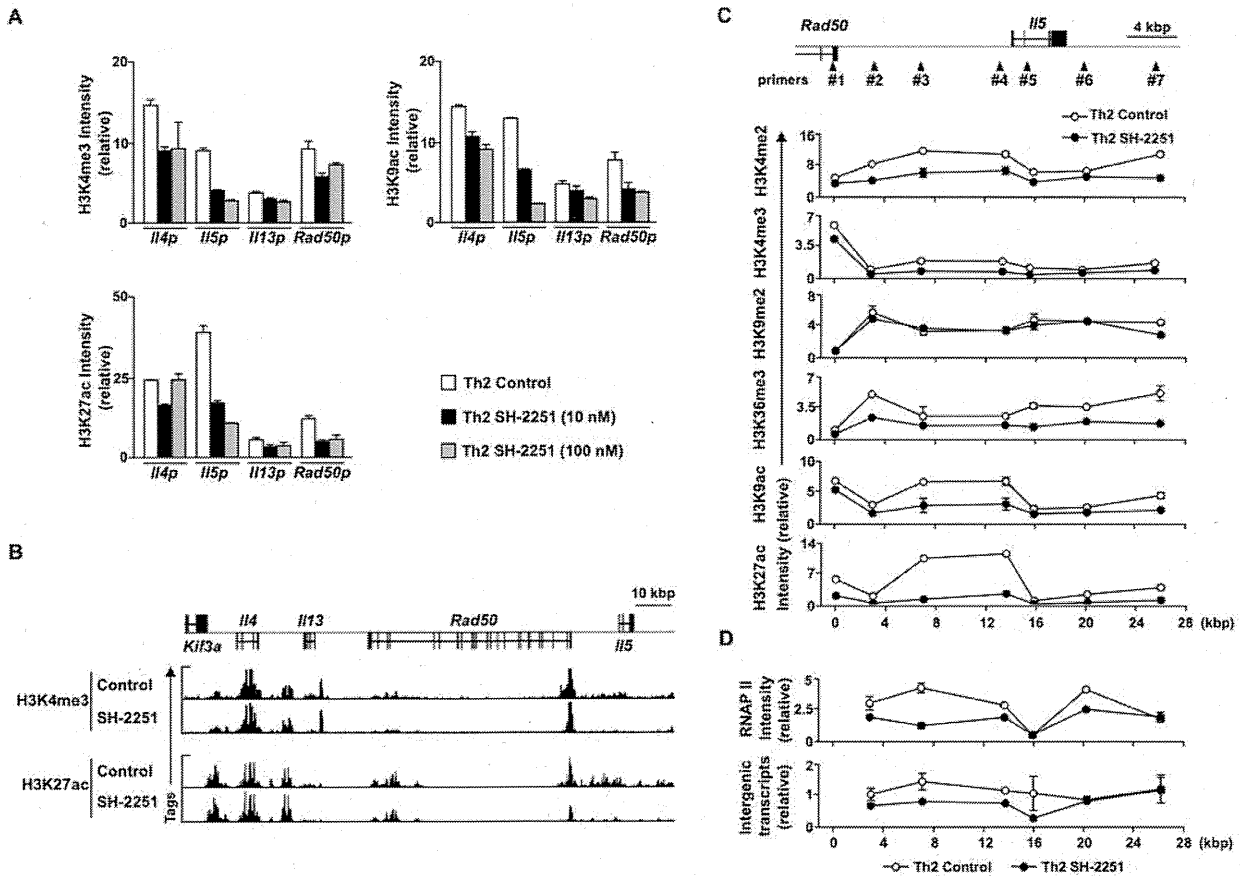 A
H3K4me3 Intensity
(relative)
20
10
0
Il4p Il5p Il13p Rad50p
H3K9ac Intensity
(relative)
20
10
0
Il4p Il5p Il13p Rad50p
H3K27ac Intensity
(relative)
50
25
0
Il4p Il5p Il13p Rad50p
Th2 Control
Th2 SH-2251 (10 nM)
Th2 SH-2251 (100 nM)
B
10 kbp
Kif3a Il4 Il13 Rad50 Il5
H3K4me3
Control
SH-2251
H3K27ac
Control
SH-2251
Tags
C
Rad50 Il5 4 kbp
primers #1 #2 #3 #4 #5 #6 #7
Th2 Control
Th2 SH-2251
H3K4me2
16
8
0
H3K4me3
7
3.5
0
H3K9me2
8
4
0
H3K36me3
7
3.5
0
H3K9ac
10
5
0
H3K27ac
14
7
0
Intensity (relative)
0 4 8 12 16 20 24 28 (kbp)
D
RNAP II
Intensity
(relative)
5
2.5
0
Intergenic
transcripts
(relative)
2
1
0
0 4 8 12 16 20 24 28 (kbp)
Th2 Control Th2 SH-2251